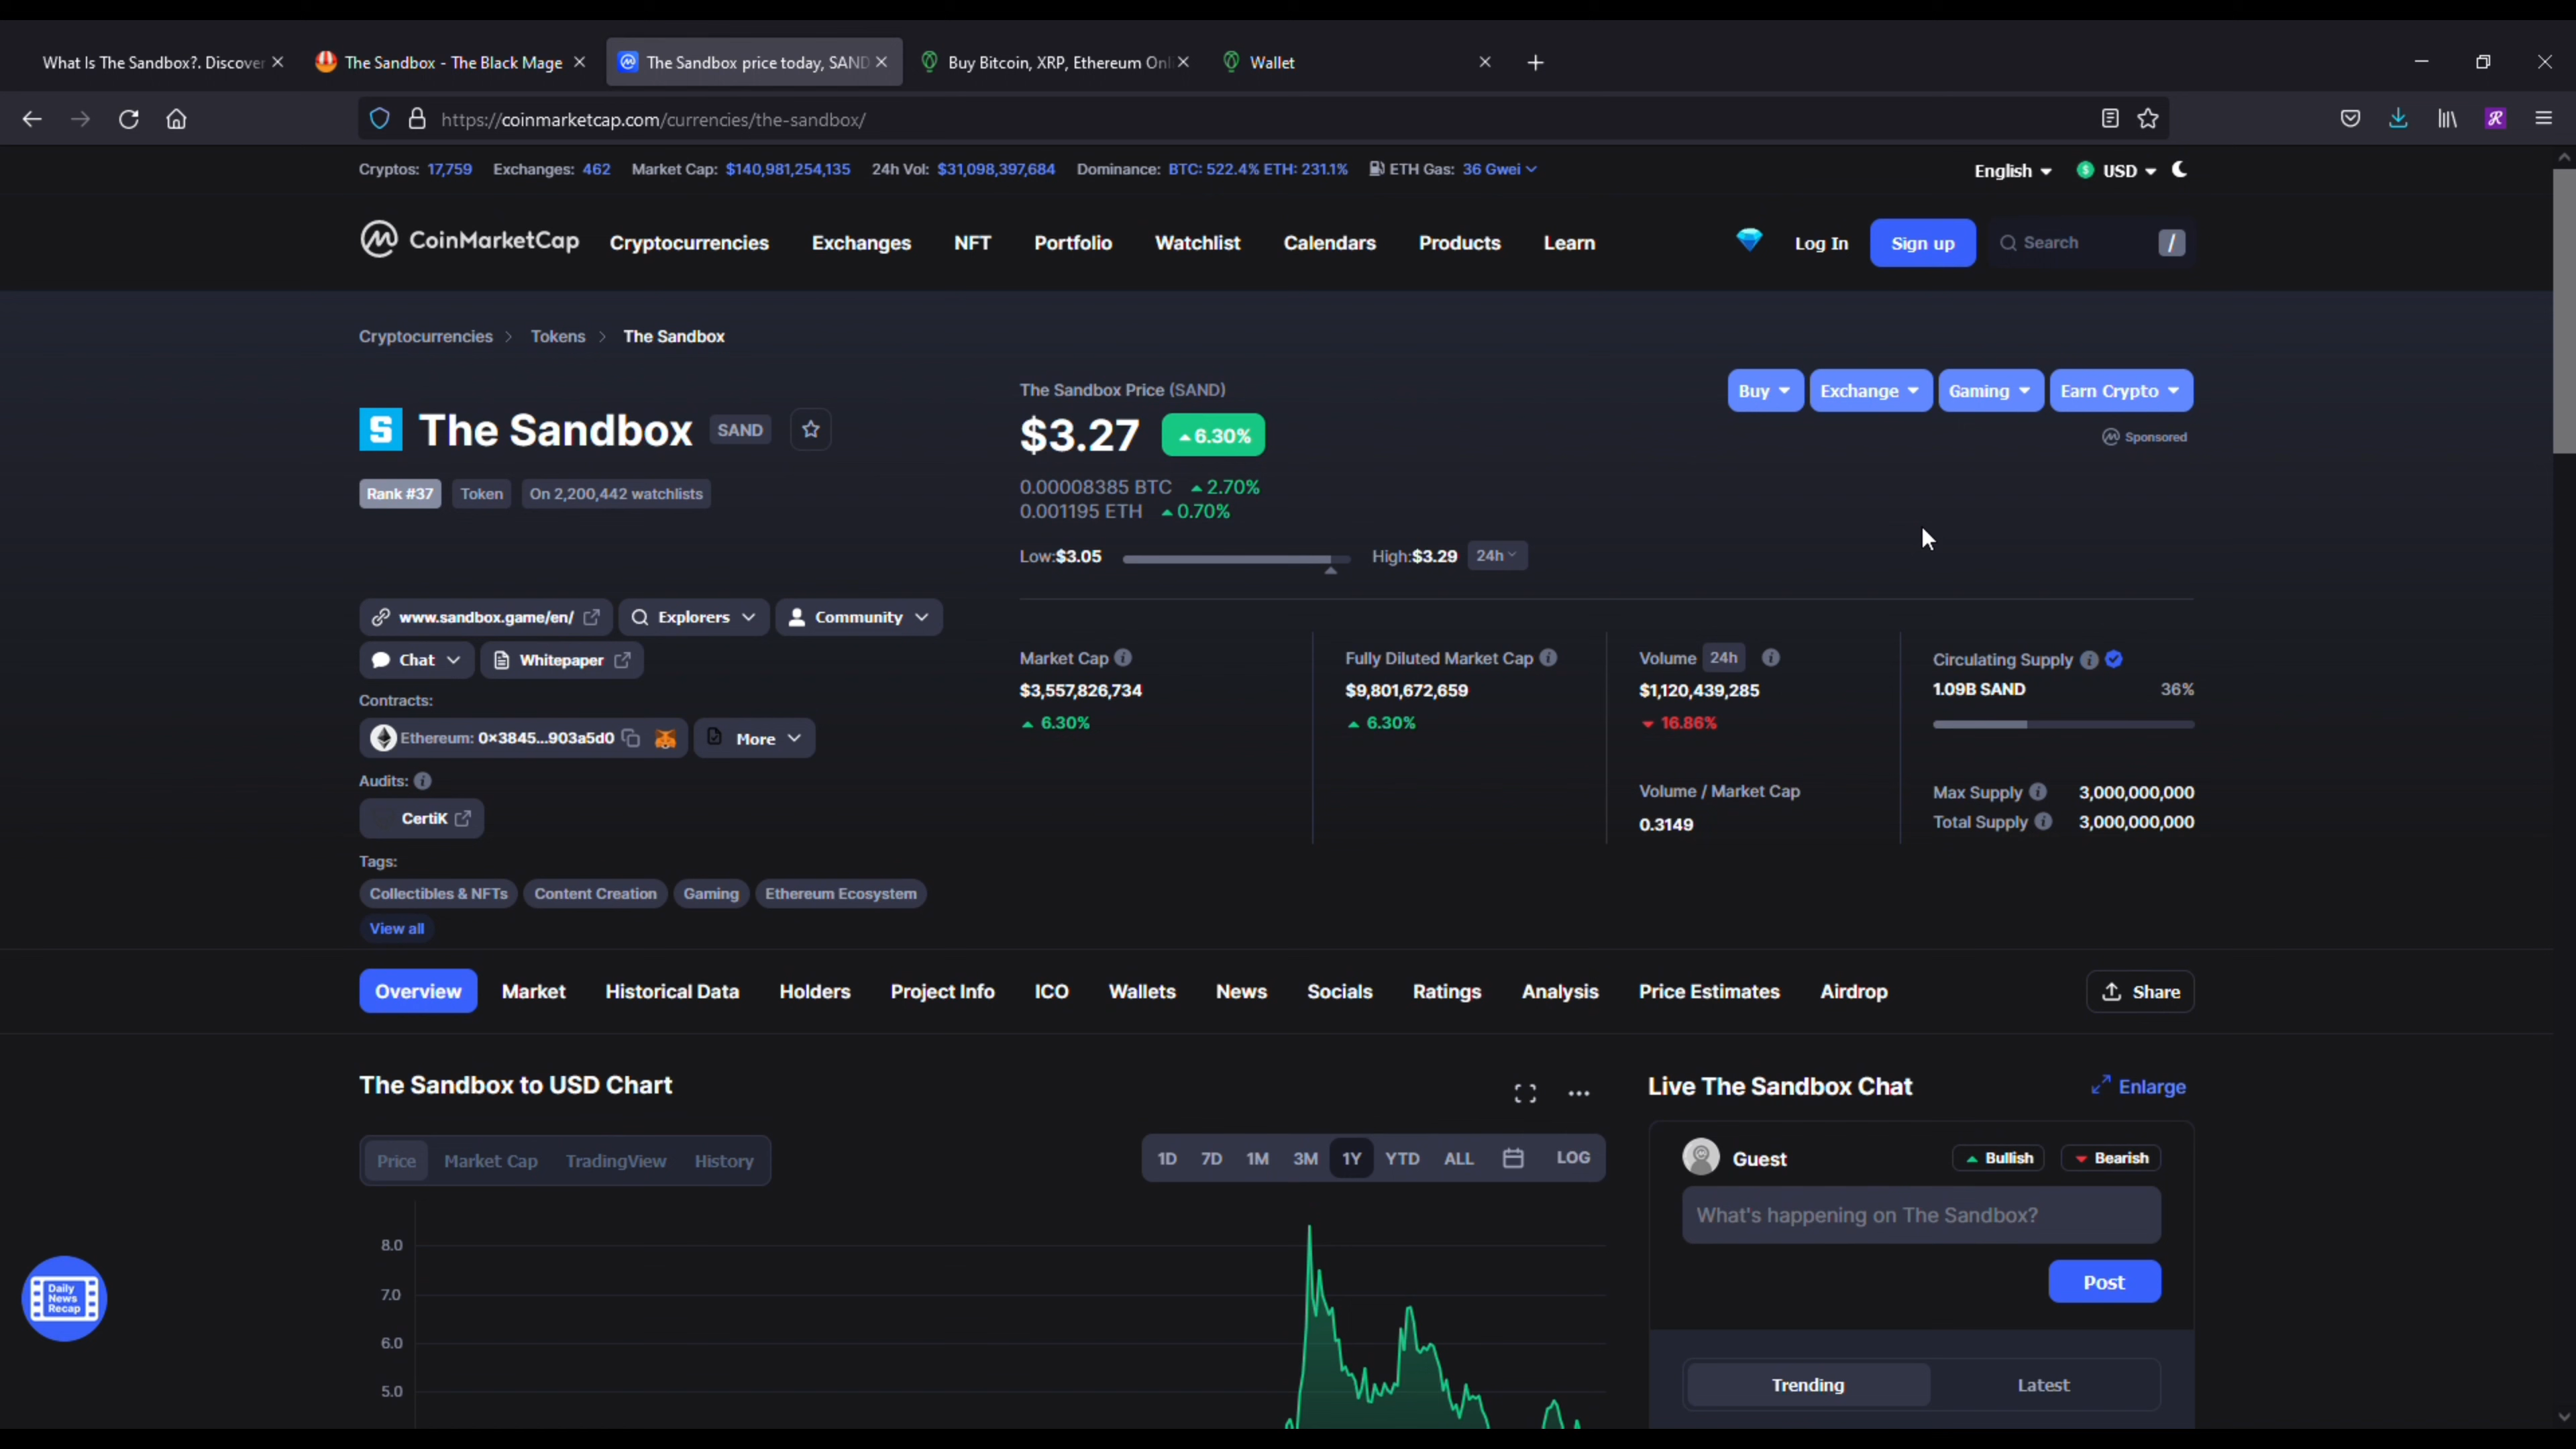 What Is The Sandbox?. Discover
The Sandbox - The Black Mage
The Sandbox price today, SAND
Buy Bitcoin, XRP, Ethereum Onl
Wallet
https://coinmarketcap.com/currencies/the-sandbox/
Cryptos: 17,759 Exchanges: 462 Market Cap: $140,981,254,135 24h Vol: $31,098,397,684 Dominance: BTC: 522.4% ETH: 231.1% ETH Gas: 36 Gwei
English USD
CoinMarketCap Cryptocurrencies Exchanges NFT Portfolio Watchlist Calendars Products Learn
Log In Sign up Search /
Cryptocurrencies > Tokens > The Sandbox
S The Sandbox SAND
Rank #37 Token On 2,200,442 watchlists
The Sandbox Price (SAND)
$3.27 6.30%
0.00008385 BTC 2.70%
0.001195 ETH 0.70%
Low:$3.05 High:$3.29 24h
Buy Exchange Gaming Earn Crypto
Sponsored
www.sandbox.game/en/ Explorers Community
Chat Whitepaper
Contracts:
Ethereum: 0x3845...903a5d0 More
Audits:
CertiK
Tags:
Collectibles & NFTs Content Creation Gaming Ethereum Ecosystem
View all
Market Cap
$3,557,826,734
6.30%
Fully Diluted Market Cap
$9,801,672,659
6.30%
Volume 24h
$1,120,439,285
16.86%
Volume / Market Cap
0.3149
Circulating Supply
1.09B SAND 36%
Max Supply 3,000,000,000
Total Supply 3,000,000,000
Overview Market Historical Data Holders Project Info ICO Wallets News Socials Ratings Analysis Price Estimates Airdrop Share
The Sandbox to USD Chart
Price Market Cap TradingView History
1D 7D 1M 3M 1Y YTD ALL LOG
8.0
7.0
6.0
5.0
Live The Sandbox Chat Enlarge
Guest Bullish Bearish
What's happening on The Sandbox?
Post
Trending Latest
Daily
News
Recap